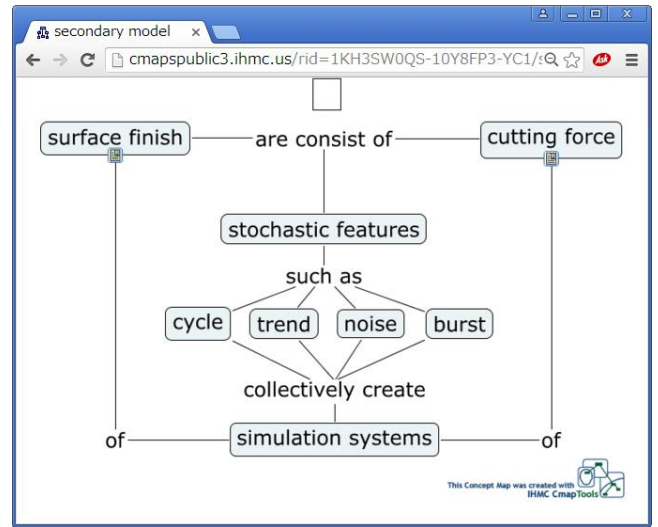 secondary model
cmapspublic3.ihmc.us/rid=1KH3SW0QS-10Y8FP3-YC1/s
Ask
surface finish
are consist of
cutting force
stochastic features
such as
cycle
trend
noise
burst
collectively create
of
simulation systems
of
This Concept Map was created with
IHMC CmapTools